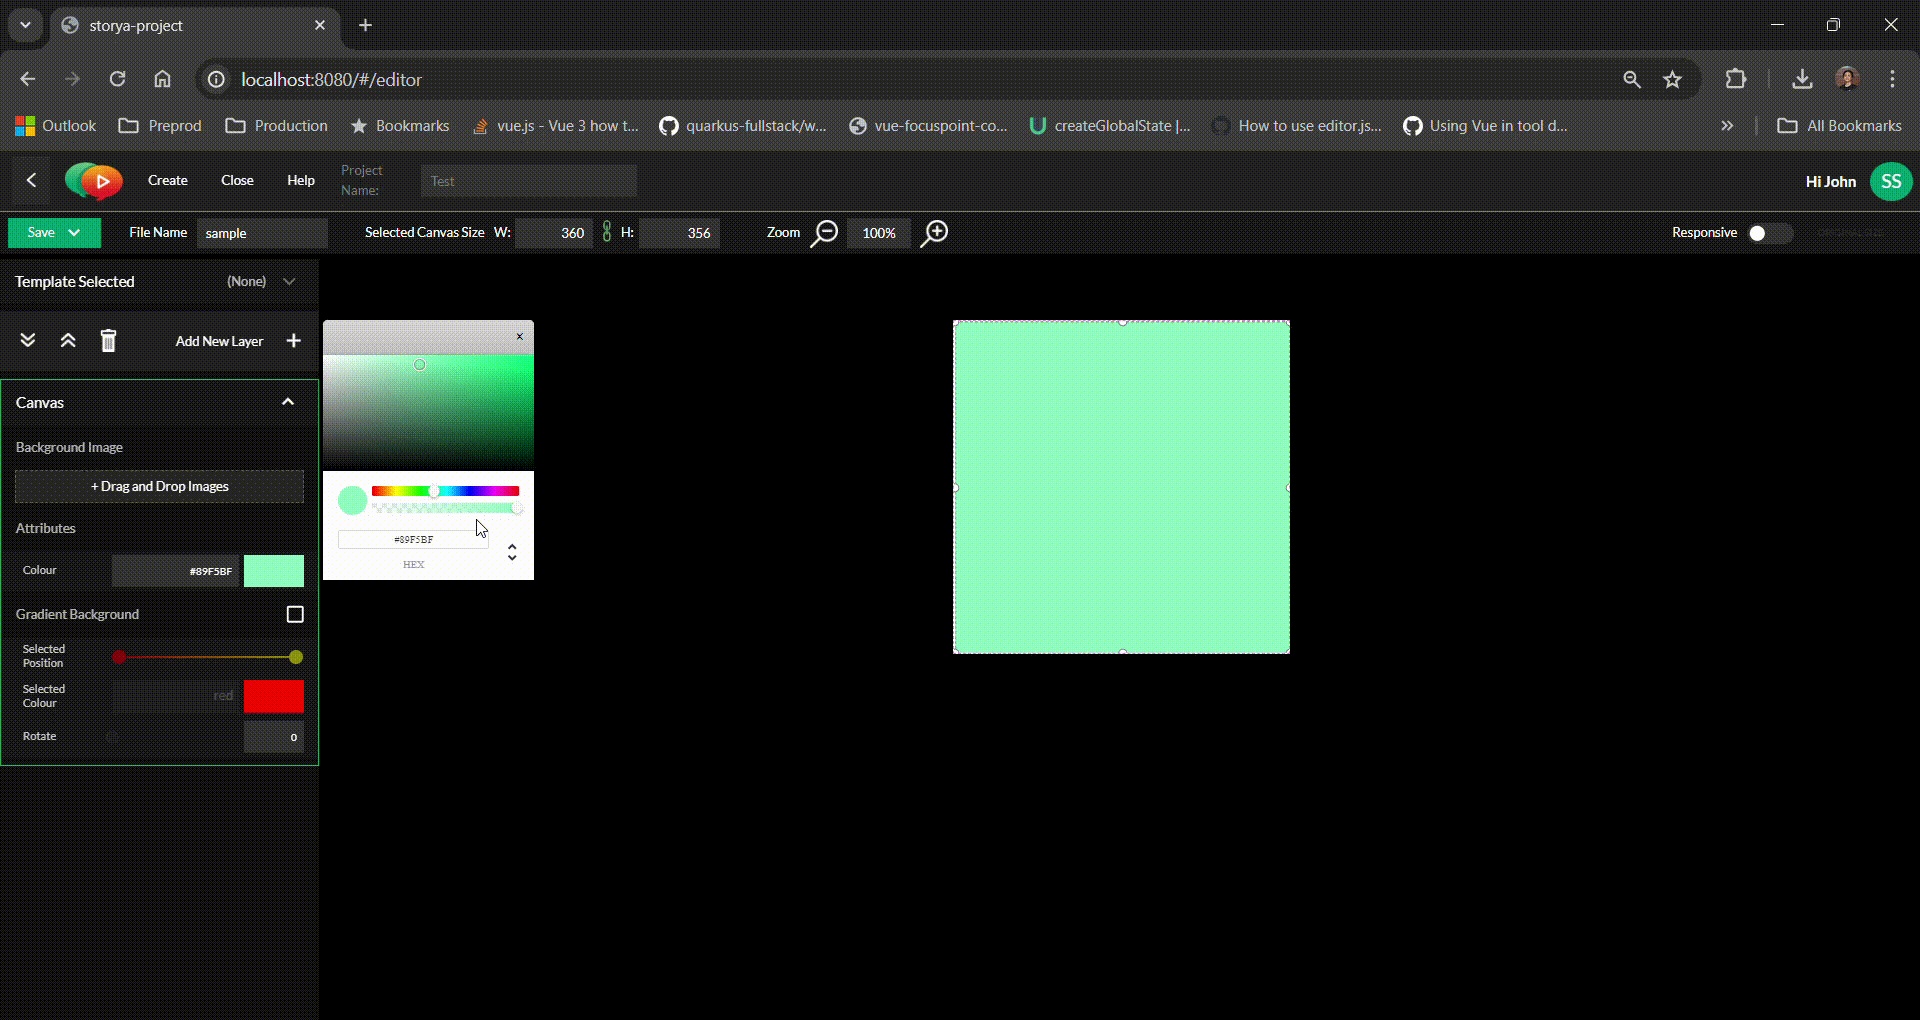 storya-project
localhost:8080/#/editor
Outlook
Preprod
Production
Bookmarks
vue.js - Vue 3 how t...
quarkus-fullstack/w...
vue-focuspoint-co...
createGlobalState |...
How to use editor.js...
Using Vue in tool d...
All Bookmarks
Create
Close
Help
Project
Name:
Test
Hi John
SS
Save
File Name
sample
Selected Canvas Size
W:
360
H:
356
Zoom
100%
Responsive
ORIGINAL SIZE
Template Selected
(None)
Add New Layer
Canvas
Background Image
+ Drag and Drop Images
Attributes
Colour
#89F5BF
#89F5BF
HEX
Gradient Background
Selected
Position
Selected
Colour
red
Rotate
0